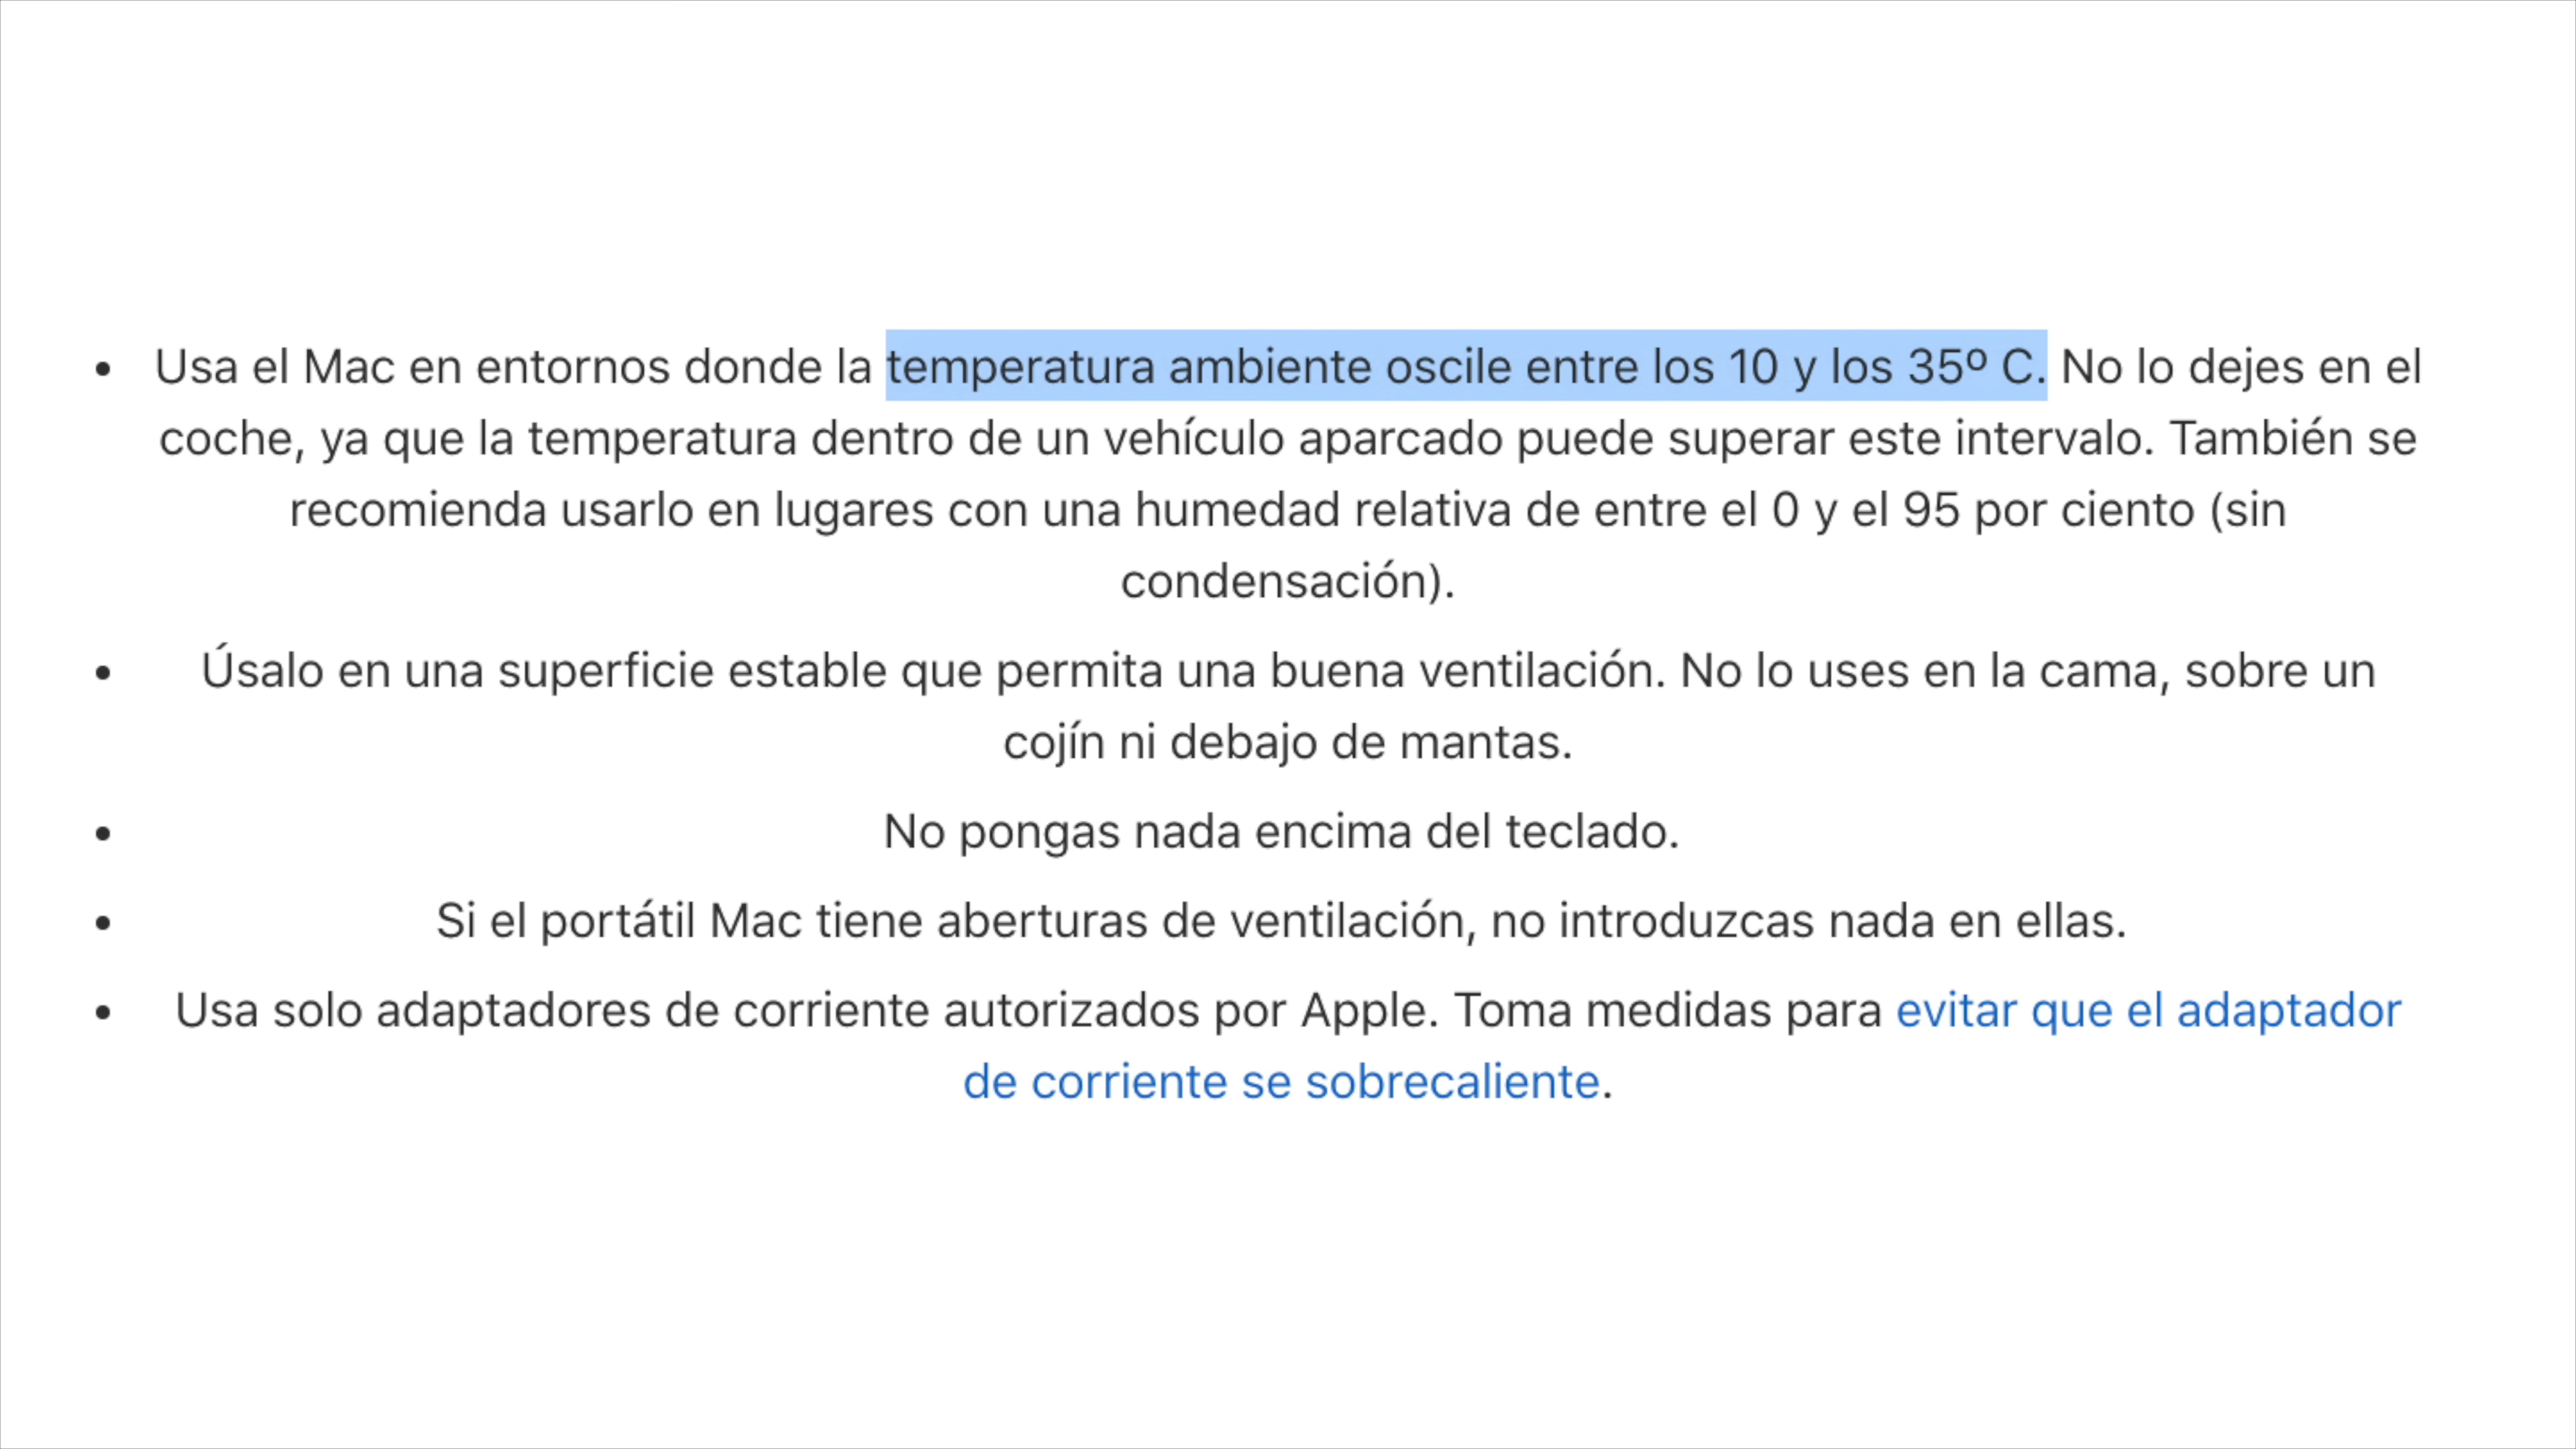 • Usa el Mac en entornos donde la temperatura ambiente oscile entre los 10 y los 35º C. No lo dejes en el
coche, ya que la temperatura dentro de un vehículo aparcado puede superar este intervalo. También se
recomienda usarlo en lugares con una humedad relativa de entre el 0 y el 95 por ciento (sin
condensación).
• Úsalo en una superficie estable que permita una buena ventilación. No lo uses en la cama, sobre un
cojín ni debajo de mantas.
• No pongas nada encima del teclado.
• Si el portátil Mac tiene aberturas de ventilación, no introduzcas nada en ellas.
• Usa solo adaptadores de corriente autorizados por Apple. Toma medidas para evitar que el adaptador
de corriente se sobrecaliente.